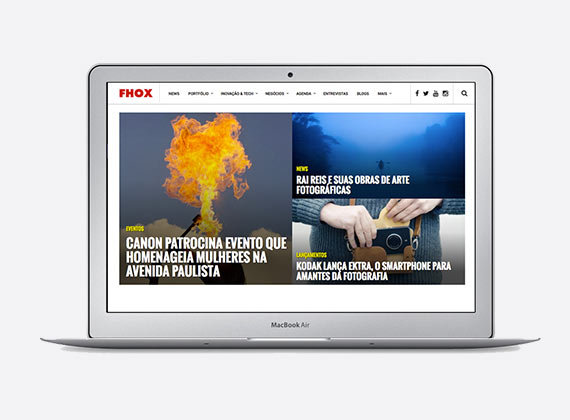 FHOX
NEWS PORTFÓLIO INOVAÇÃO & TECH NEGÓCIOS AGENDA ENTREVISTAS BLOGS MAIS
NEWS
RAI REIS E SUAS OBRAS DE ARTE
FOTOGRÁFICAS
EVENTOS
CANON PATROCINA EVENTO QUE
HOMENAGEIA MULHERES NA
AVENIDA PAULISTA
LANÇAMENTOS
KODAK LANÇA EKTRA, O SMARTPHONE PARA
AMANTES DÁ FOTOGRAFIA
MacBook Air